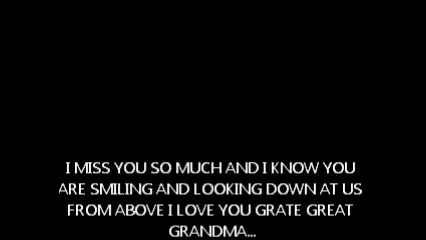 I MISS YOU SO MUCH AND I KNOW YOU
ARE SMILING AND LOOKING DOWN AT US
FROM ABOVE I LOVE YOU GRATE GREAT
GRANDMA...